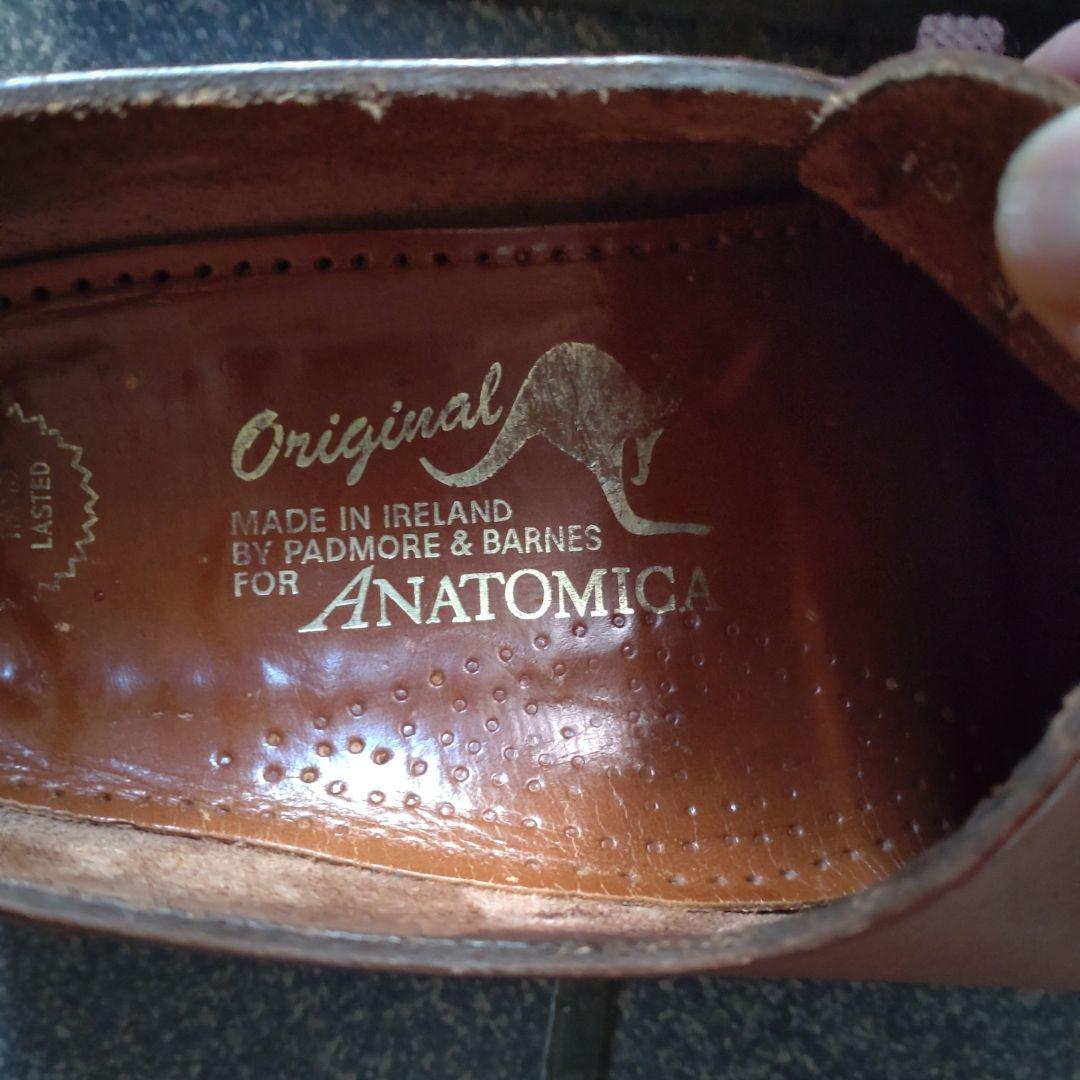 Original
MADE IN IRELAND
BY PADMORE & BARNES
FOR ANATOMICA
LASTED